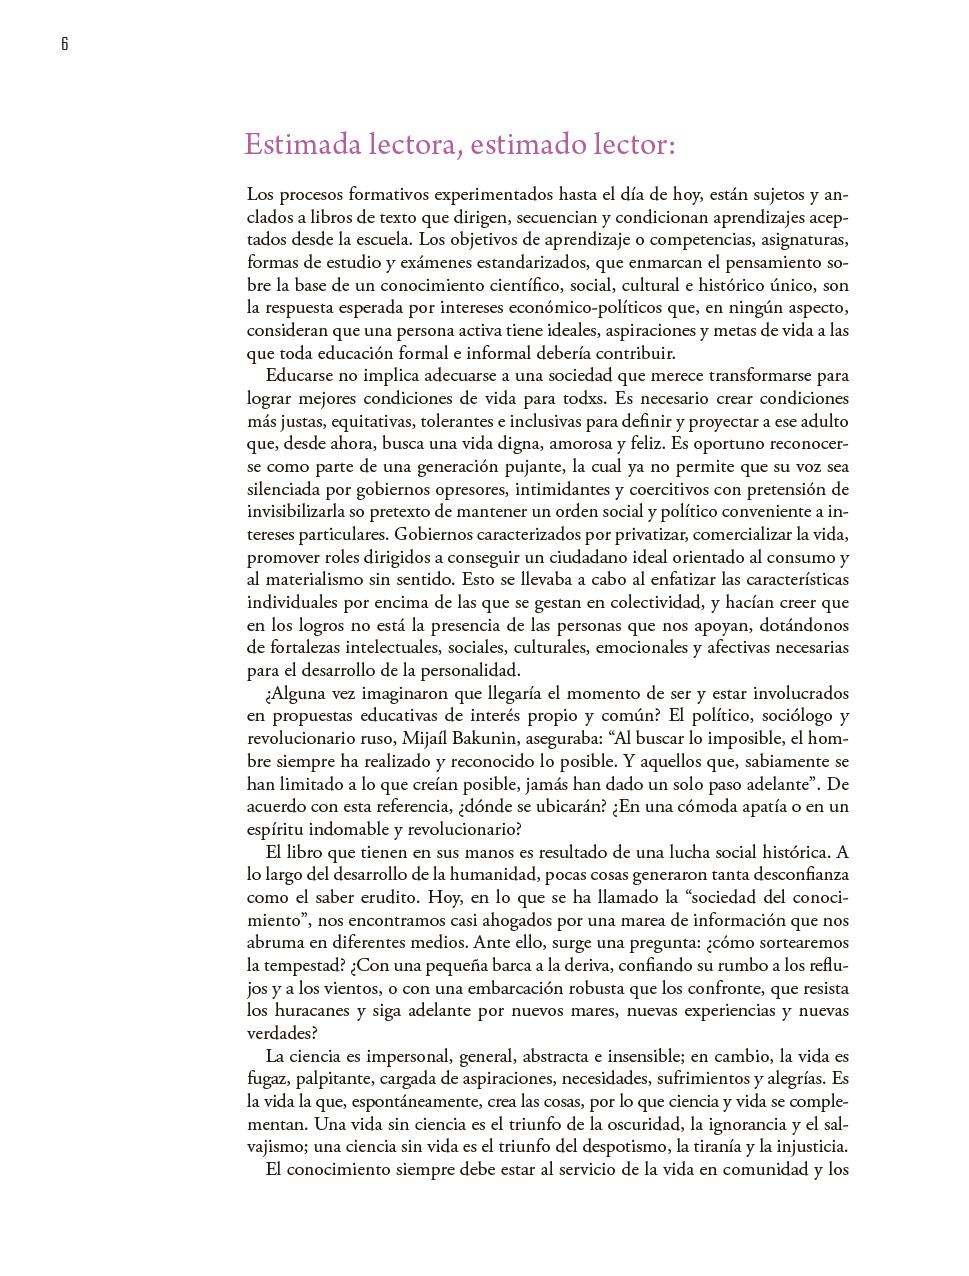 6
Estimada lectora, estimado lector:
Los procesos formativos experimentados hasta el día de hoy, están sujetos y an-
clados a libros de texto que dirigen, secuencian y condicionan aprendizajes acep-
tados desde la escuela. Los objetivos de aprendizaje o competencias, asignaturas,
formas de estudio y exámenes estandarizados, que enmarcan el pensamiento so-
bre la base de un conocimiento científico, social, cultural e histórico único, son
la respuesta esperada por intereses económico-políticos que, en ningún aspecto,
consideran que una persona activa tiene ideales, aspiraciones y metas de vida a las
que toda educación formal e informal debería contribuir.
Educarse no implica adecuarse a una sociedad que merece transformarse para
lograr mejores condiciones de vida para todxs. Es necesario crear condiciones
más justas, equitativas, tolerantes e inclusivas para definir y proyectar a ese adulto
que, desde ahora, busca una vida digna, amorosa y feliz. Es oportuno reconocer-
se como parte de una generación pujante, la cual ya no permite que su voz sea
silenciada por gobiernos opresores, intimidantes y coercitivos con pretensión de
invisibilizarla so pretexto de mantener un orden social y político conveniente a in-
tereses particulares. Gobiernos caracterizados por privatizar, comercializar la vida,
promover roles dirigidos a conseguir un ciudadano ideal orientado al consumo y
al materialismo sin sentido. Esto se llevaba a cabo al enfatizar las características
individuales por encima de las que se gestan en colectividad, y hacían creer que
en los logros no está la presencia de las personas que nos apoyan, dotándonos
de fortalezas intelectuales, sociales, culturales, emocionales y afectivas necesarias
para el desarrollo de la personalidad.
¿Alguna vez imaginaron que llegaría el momento de ser y estar involucrados
en propuestas educativas de interés propio y común? El político, sociólogo y
revolucionario ruso, Mijaíl Bakunin, aseguraba: “Al buscar lo imposible, el hom-
bre siempre ha realizado y reconocido lo posible. Y aquellos que, sabiamente se
han limitado a lo que creían posible, jamás han dado un solo paso adelante”. De
acuerdo con esta referencia, ¿dónde se ubicarán? ¿En una cómoda apatía o en un
espíritu indomable y revolucionario?
El libro que tienen en sus manos es resultado de una lucha social histórica. A
lo largo del desarrollo de la humanidad, pocas cosas generaron tanta desconfianza
como el saber erudito. Hoy, en lo que se ha llamado la “sociedad del conoci-
miento”, nos encontramos casi ahogados por una marea de información que nos
abruma en diferentes medios. Ante ello, surge una pregunta: ¿cómo sortearemos
la tempestad? ¿Con una pequeña barca a la deriva, confiando su rumbo a los reflu-
jos y a los vientos, o con una embarcación robusta que los confronte, que resista
los huracanes y siga adelante por nuevos mares, nuevas experiencias y nuevas
verdades?
La ciencia es impersonal, general, abstracta e insensible; en cambio, la vida es
fugaz, palpitante, cargada de aspiraciones, necesidades, sufrimientos y alegrías. Es
la vida la que, espontáneamente, crea las cosas, por lo que ciencia y vida se comple-
mentan. Una vida sin ciencia es el triunfo de la oscuridad, la ignorancia y el sal-
vajismo; una ciencia sin vida es el triunfo del despotismo, la tiranía y la injusticia.
El conocimiento siempre debe estar al servicio de la vida en comunidad y los